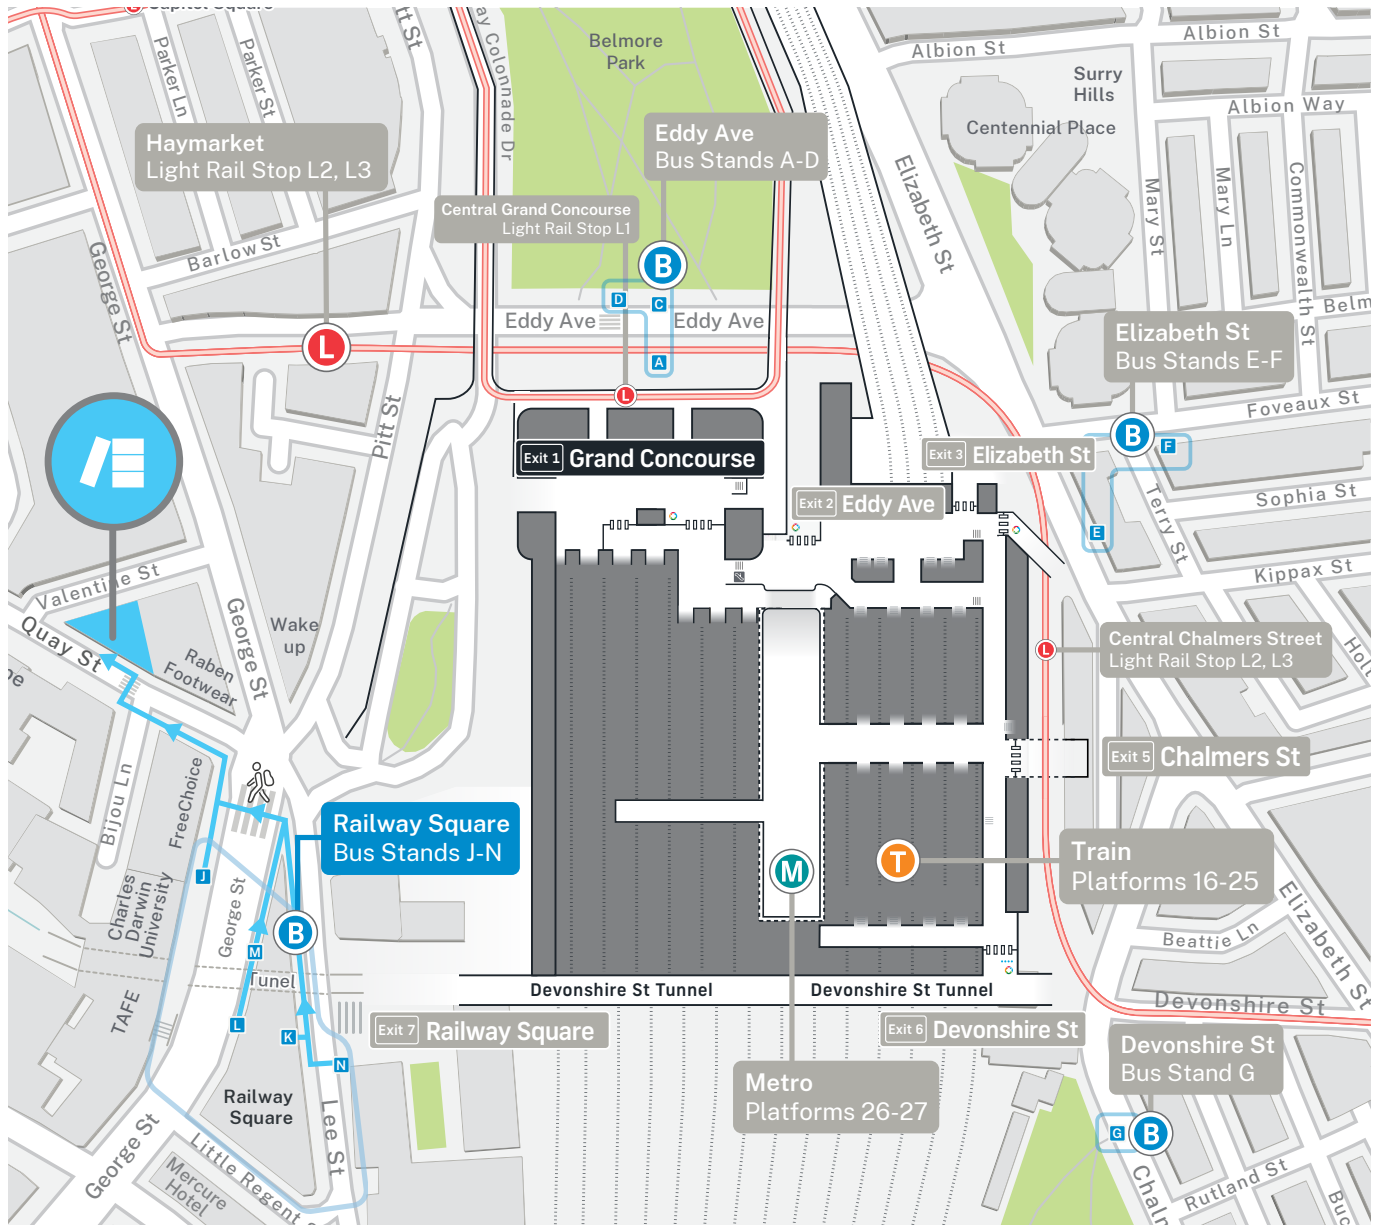 Capitol Square
Pitt St
Parker Ln
Parker St
Colonnade Dr
Belmore
Park
Albion St
Albion St
Surry
Hills
Albion Way
Centennial Place
Haymarket
Light Rail Stop L2, L3
Eddy Ave
Bus Stands A-D
Central Grand Concourse
Light Rail Stop L1
Elizabeth St
Mary St
Mary Ln
Commonwealth St
Barlow St
George St
B
D
C
Eddy Ave
Eddy Ave
A
L
L
Elizabeth St
Bus Stands E-F
Belm
Foveaux St
Pitt St
B
F
E
Exit 1 Grand Concourse
Exit 3 Elizabeth St
Exit 2 Eddy Ave
Terry St
Sophia St
Kippax St
Valentine St
Quay St
George St
Wake
up
Raben
Footwear
L
Central Chalmers Street
Light Rail Stop L2, L3
Holt
Exit 5 Chalmers St
Bijou Ln
FreeChoice
Railway Square
Bus Stands J-N
J
M
T
Train
Platforms 16-25
Charles
Darwin
University
George St
B
M
Tunel
TAFE
L
K
N
Elizabeth St
Beattie Ln
Devonshire St
Devonshire St Tunnel
Devonshire St Tunnel
Exit 7 Railway Square
Exit 6 Devonshire St
Devonshire St
Bus Stand G
Metro
Platforms 26-27
Railway
Square
Lee St
G
B
George St
Little Regent
Mercure
Hotel
Rutland St
Chaln